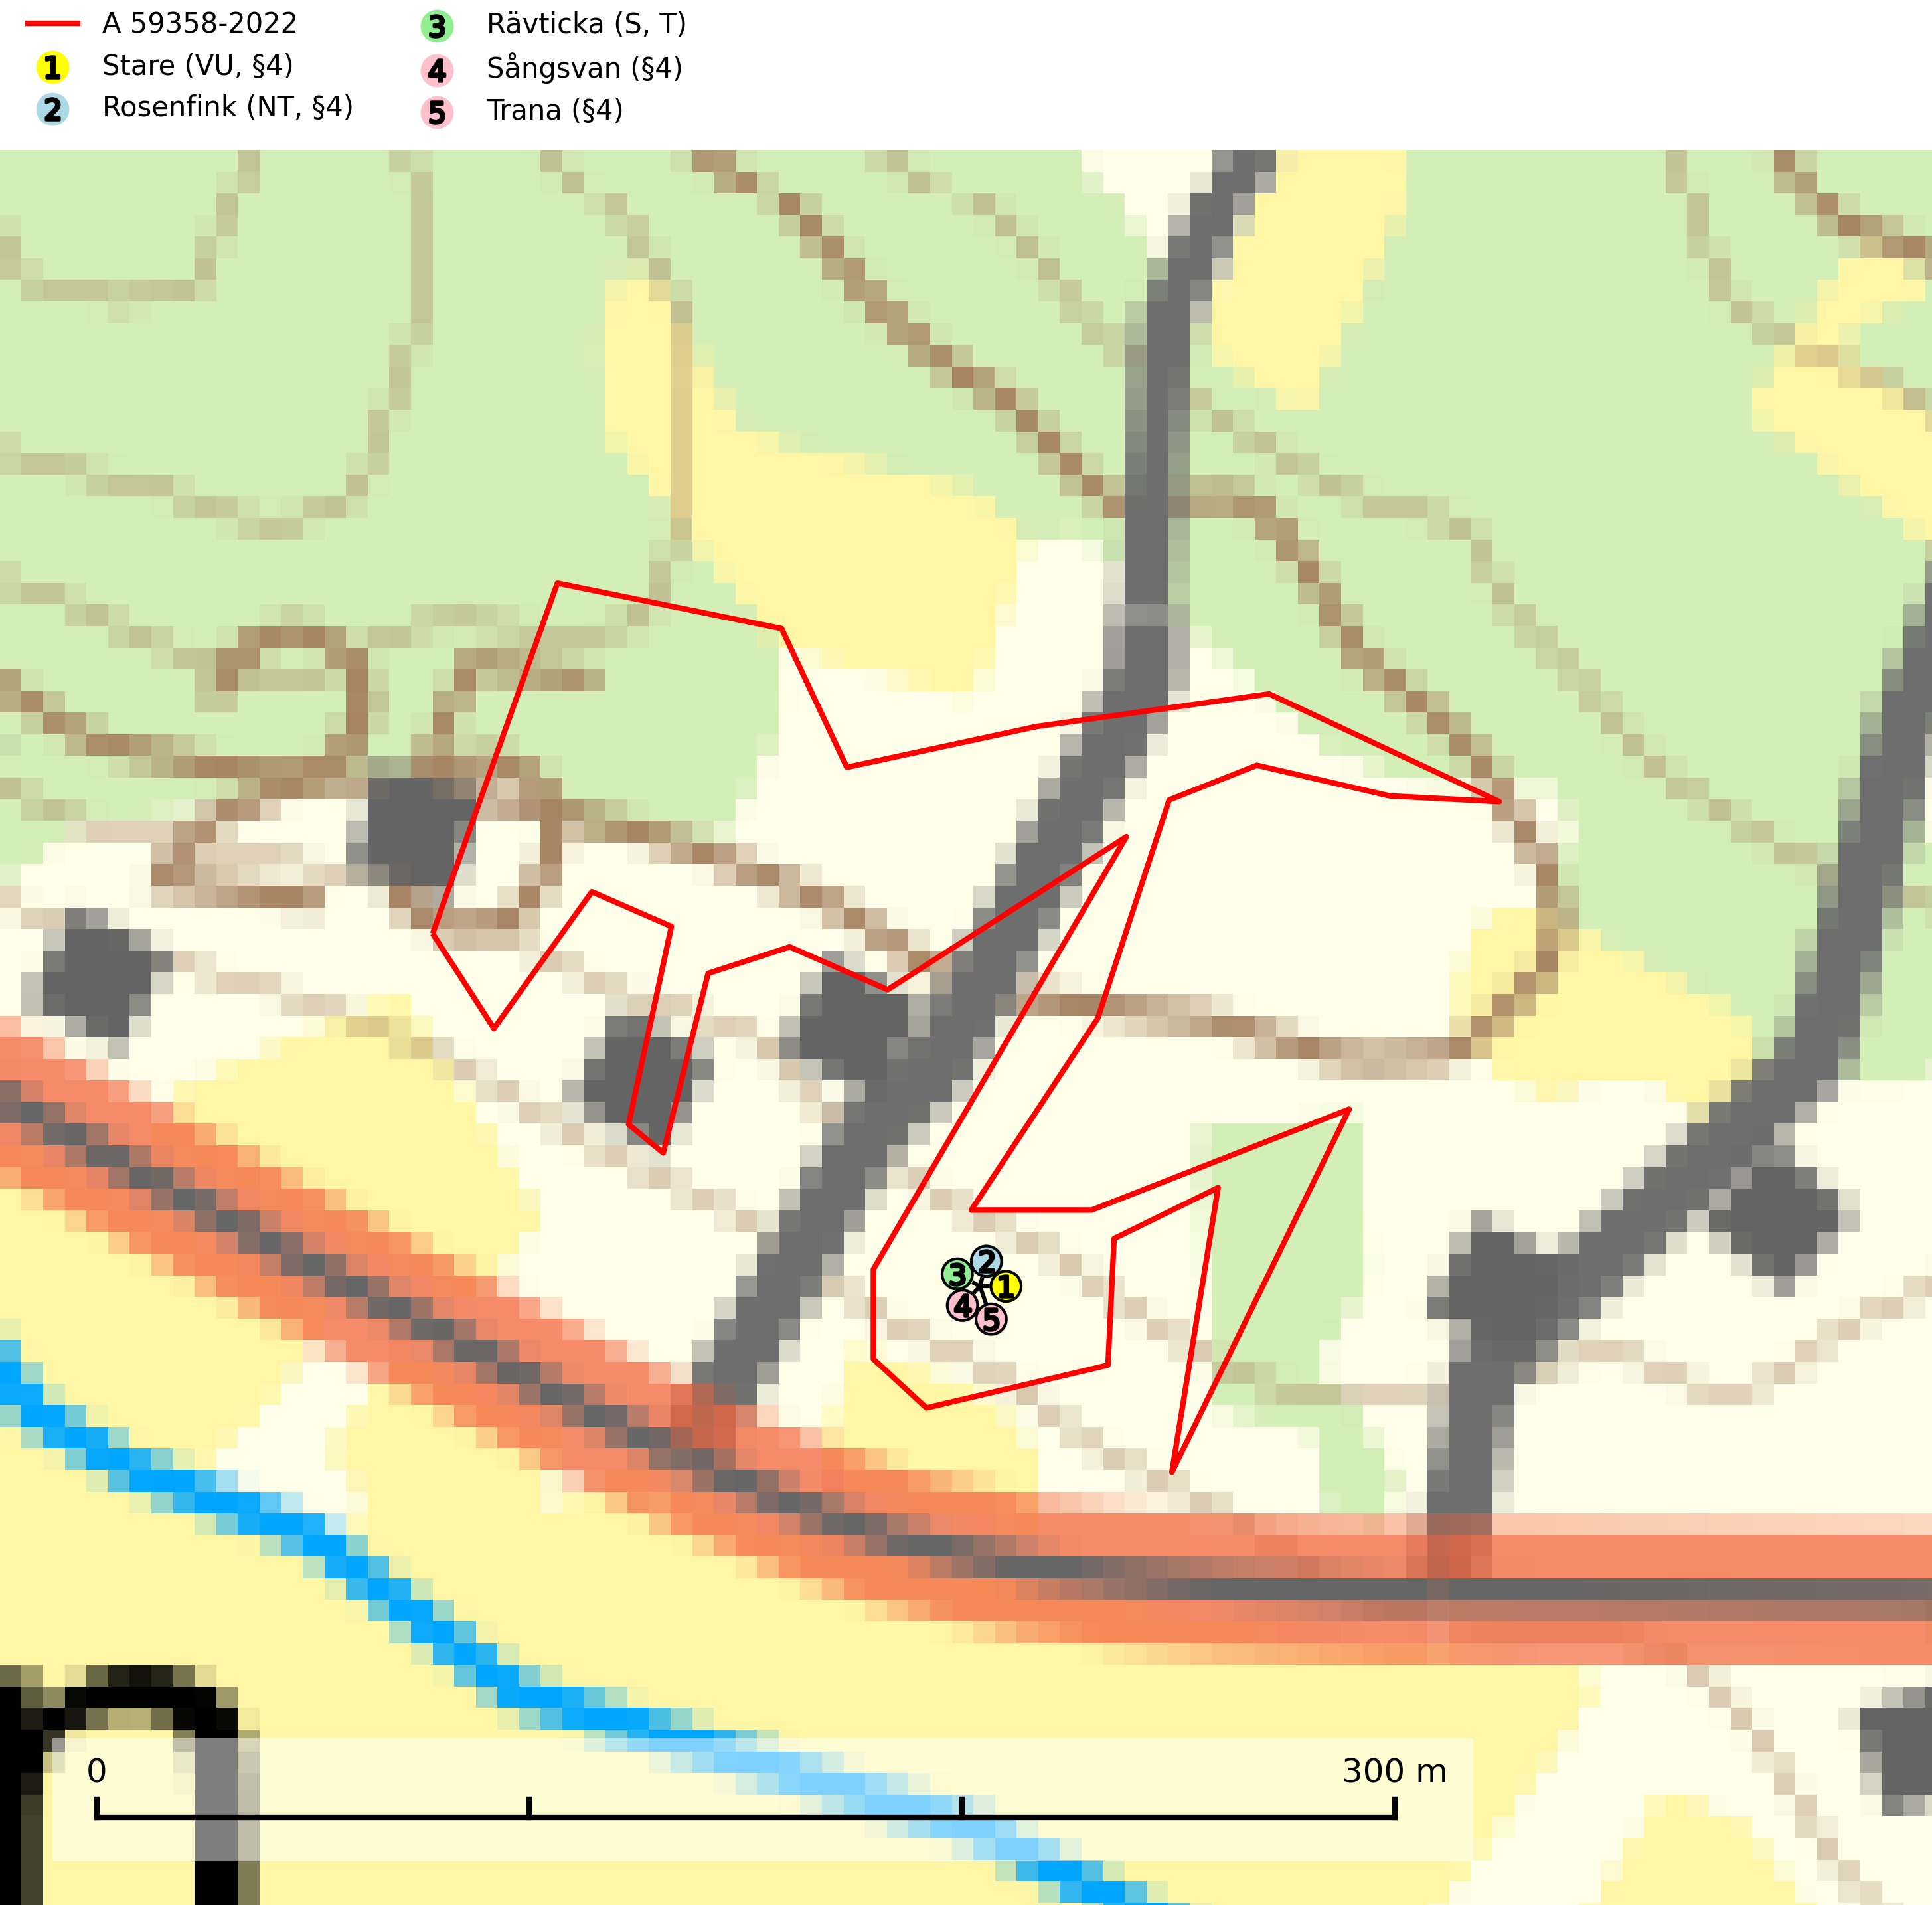 A 59358-2022
1 Stare (VU, §4)
2 Rosenfink (NT, §4)
3 Rävticka (S, T)
4 Sångsvan (§4)
5 Trana (§4)
2
3
1
4
5
0 300 m